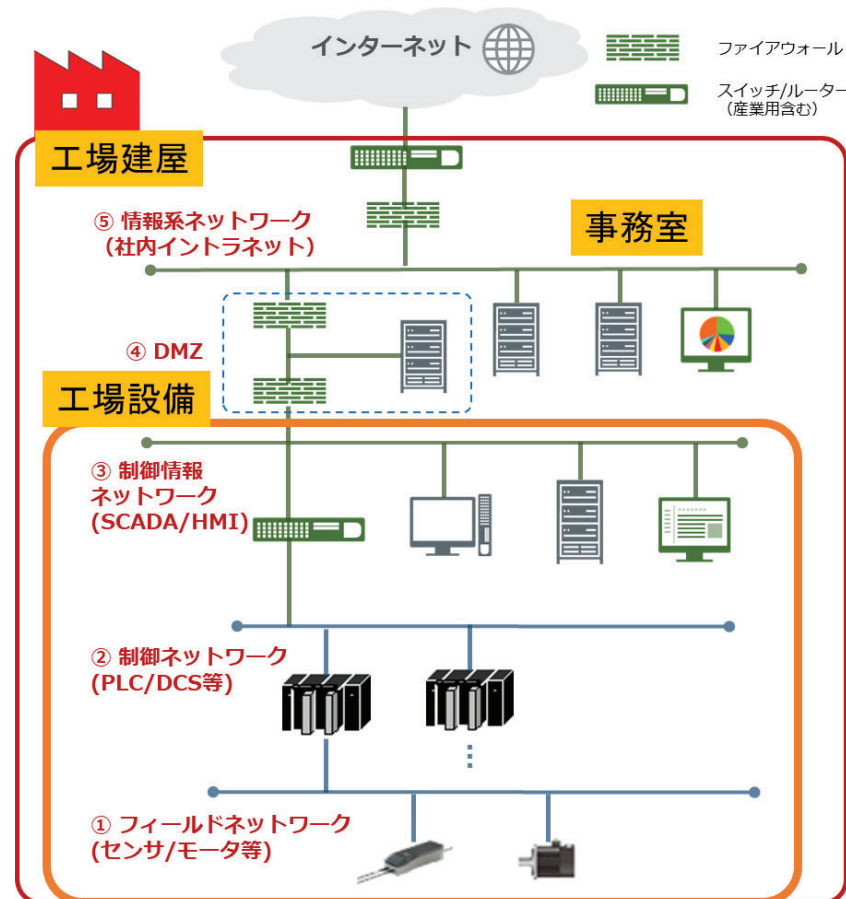 インターネット
ファイアウォール
スイッチ/ルーター
（産業用含む）
工場建屋
⑤ 情報系ネットワーク
（社内イントラネット）
事務室
④ DMZ
工場設備
③ 制御情報
ネットワーク
(SCADA/HMI)
② 制御ネットワーク
(PLC/DCS等)
① フィールドネットワーク
(センサ/モータ等)